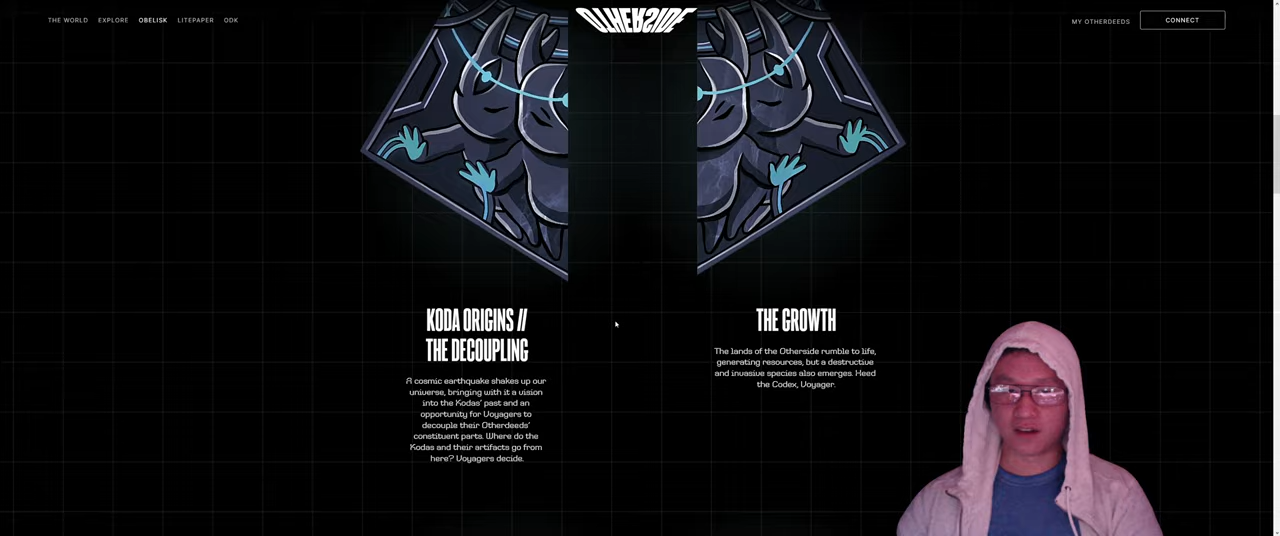 THE WORLD EXPLORE OBELISK LITEPAPER ODK
OTHERSIDE
MY OTHERDEEDS CONNECT
KODA ORIGINS //
THE DECOUPLING
A cosmic earthquake shakes up our
universe, bringing with it a vision
into the Kodas' past and an
opportunity for Voyagers to
decouple their Otherdeeds'
constituent parts. Where do the
Kodas and their artifacts go from
here? Voyagers decide.
THE GROWTH
The lands of the Otherside rumble to life,
generating resources, but a destructive
and invasive species also emerges. Heed
the Codex, Voyager.